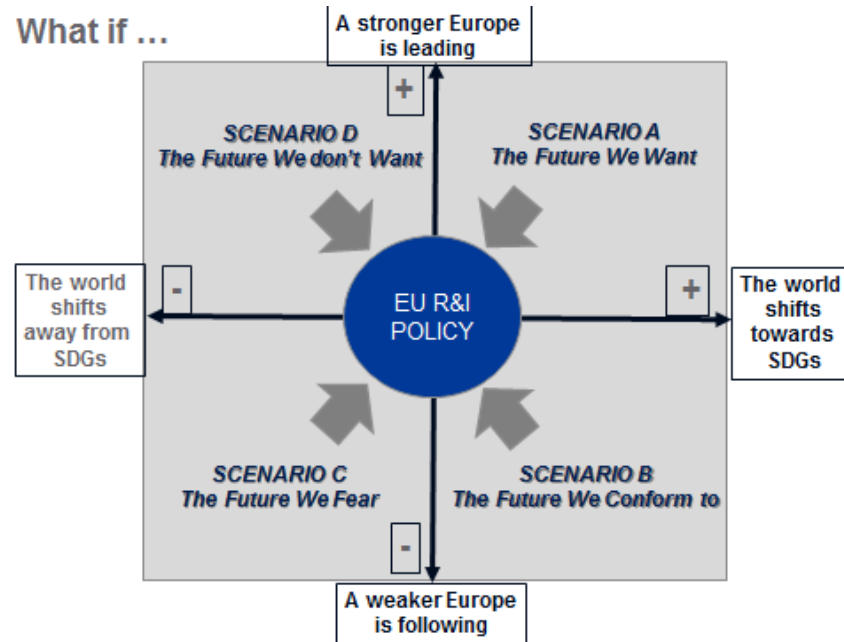 What if ...
A stronger Europe
is leading
+
SCENARIO D
The Future We don't Want
SCENARIO A
The Future We Want
The world
shifts
away from
SDGs
-
EU R&I
POLICY
+
The world
shifts
towards
SDGs
SCENARIO C
The Future We Fear
SCENARIO B
The Future We Conform to
-
A weaker Europe
is following